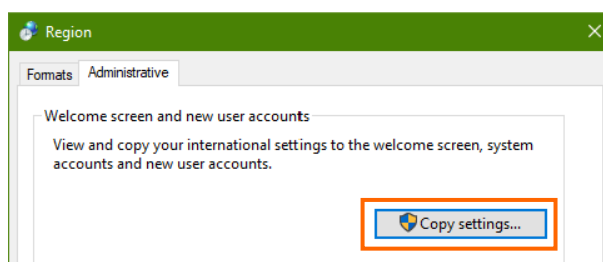 Region
Formats Administrative
Welcome screen and new user accounts
View and copy your international settings to the welcome screen, system
accounts and new user accounts.
Copy settings...